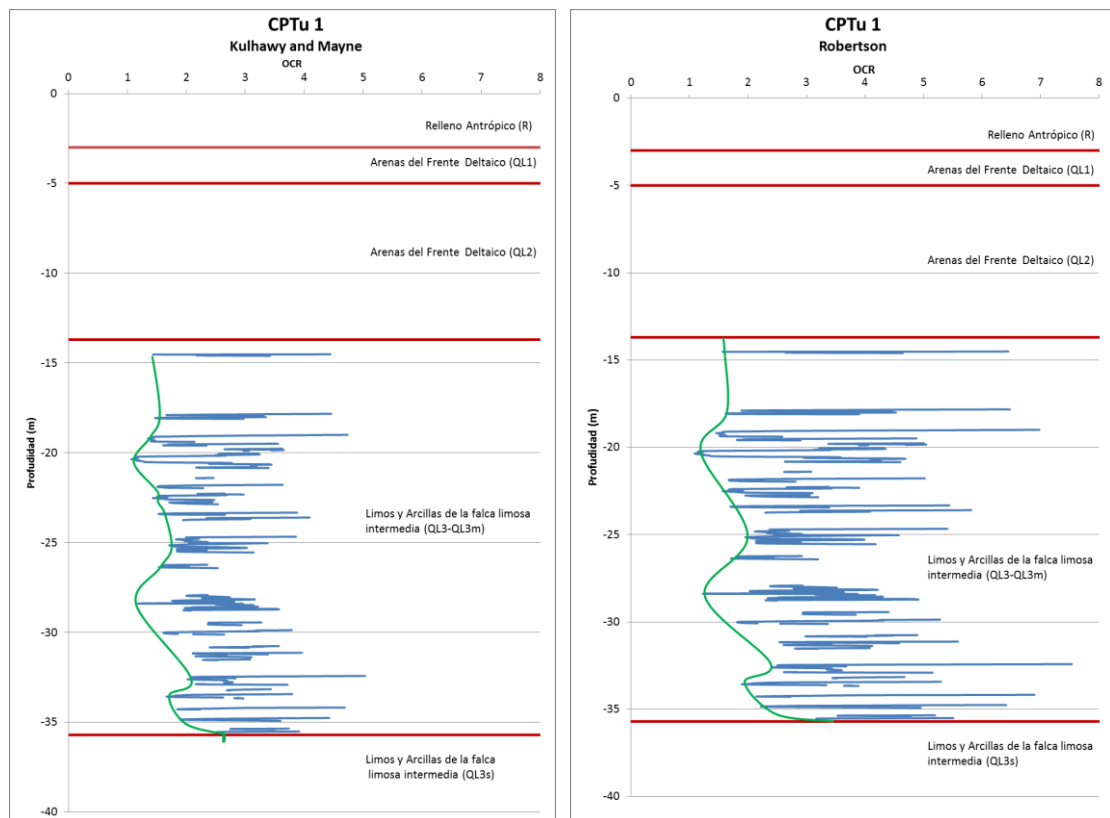 CPTu 1
Kulhawy and Mayne
OCR
0 1 2 3 4 5 6 7 8
0
Relleno Antrópico (R)
Arenas del Frente Deltaico (QL1)
-5
Arenas del Frente Deltaico (QL2)
-10
-15
Profudidad (m)
-20
Limos y Arcillas de la falca limosa
intermedia (QL3-QL3m)
-25
-30
-35
Limos y Arcillas de la falca
limosa intermedia (QL3s)
-40
CPTu 1
Robertson
OCR
0 1 2 3 4 5 6 7 8
0
Relleno Antrópico (R)
Arenas del Frente Deltaico (QL1)
-5
Arenas del Frente Deltaico (QL2)
-10
-15
Profudidad (m)
-20
-25
Limos y Arcillas de la falca limosa
intermedia (QL3-QL3m)
-30
-35
Limos y Arcillas de la falca limosa
intermedia (QL3s)
-40